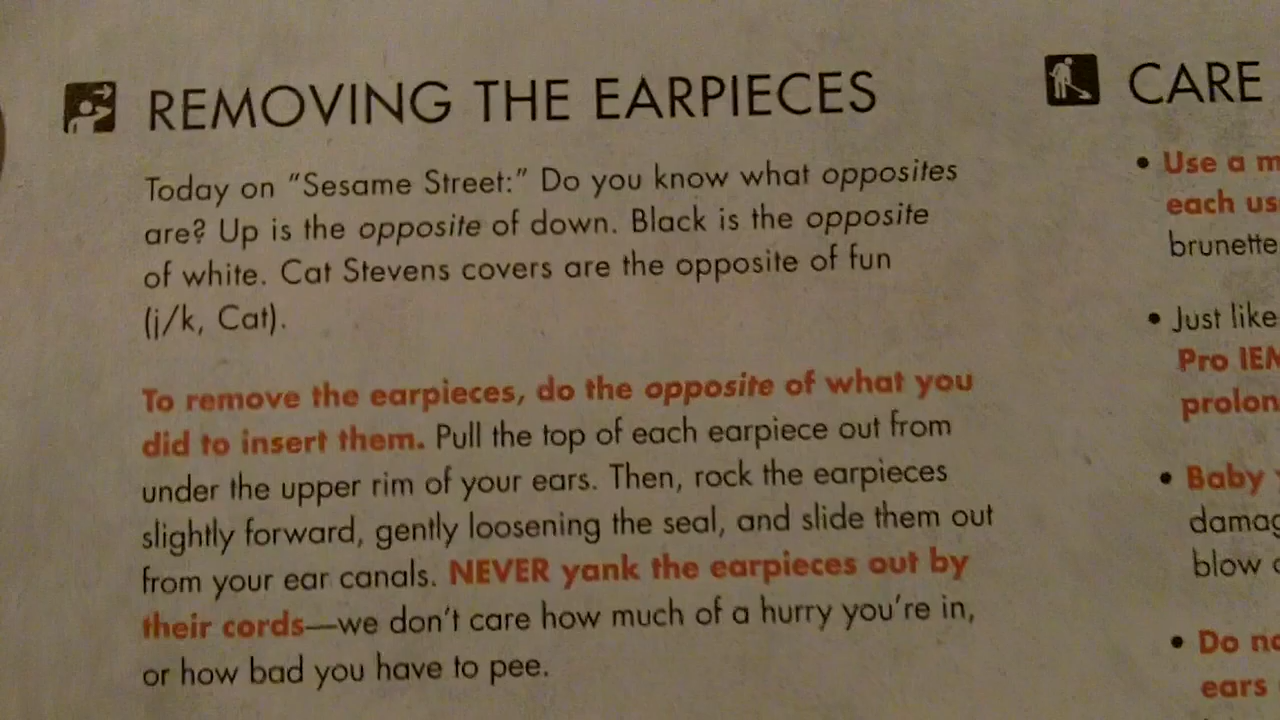 REMOVING THE EARPIECES
Today on "Sesame Street:" Do you know what opposites
are? Up is the opposite of down. Black is the opposite
of white. Cat Stevens covers are the opposite of fun
(j/k, Cat).
To remove the earpieces, do the opposite of what you
did to insert them. Pull the top of each earpiece out from
under the upper rim of your ears. Then, rock the earpieces
slightly forward, gently loosening the seal, and slide them out
from your ear canals. NEVER yank the earpieces out by
their cords—we don't care how much of a hurry you're in,
or how bad you have to pee.
CARE
• Use a
each
brunette
• Just like
Pro
• Baby
blow
• Do
ears